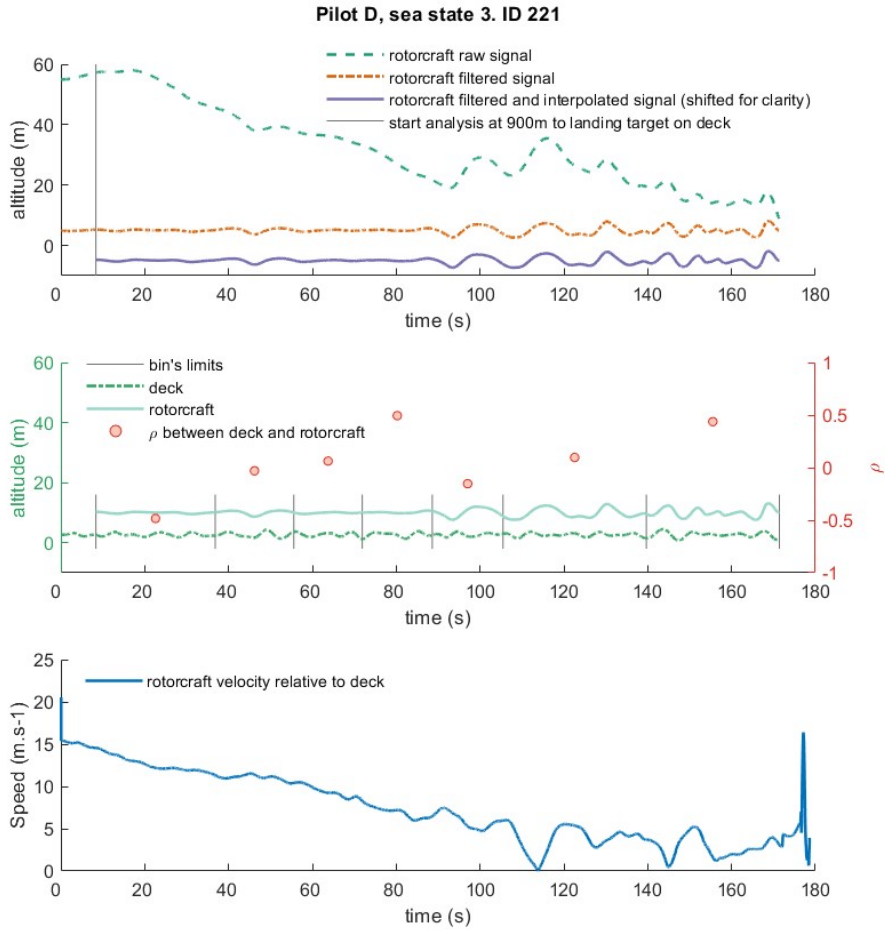 Pilot D, sea state 3. ID 221
rotorcraft raw signal
rotorcraft filtered signal
rotorcraft filtered and interpolated signal (shifted for clarity)
start analysis at 900m to landing target on deck
altitude (m)
60
40
20
0
0 20 40 60 80 100 120 140 160 180
time (s)
bin's limits
deck
rotorcraft
ρ between deck and rotorcraft
altitude (m)
60
40
20
0
1
0.5
0
-0.5
-1
ρ
0 20 40 60 80 100 120 140 160 180
time (s)
rotorcraft velocity relative to deck
Speed (m.s-1)
25
20
15
10
5
0
0 20 40 60 80 100 120 140 160 180
time (s)